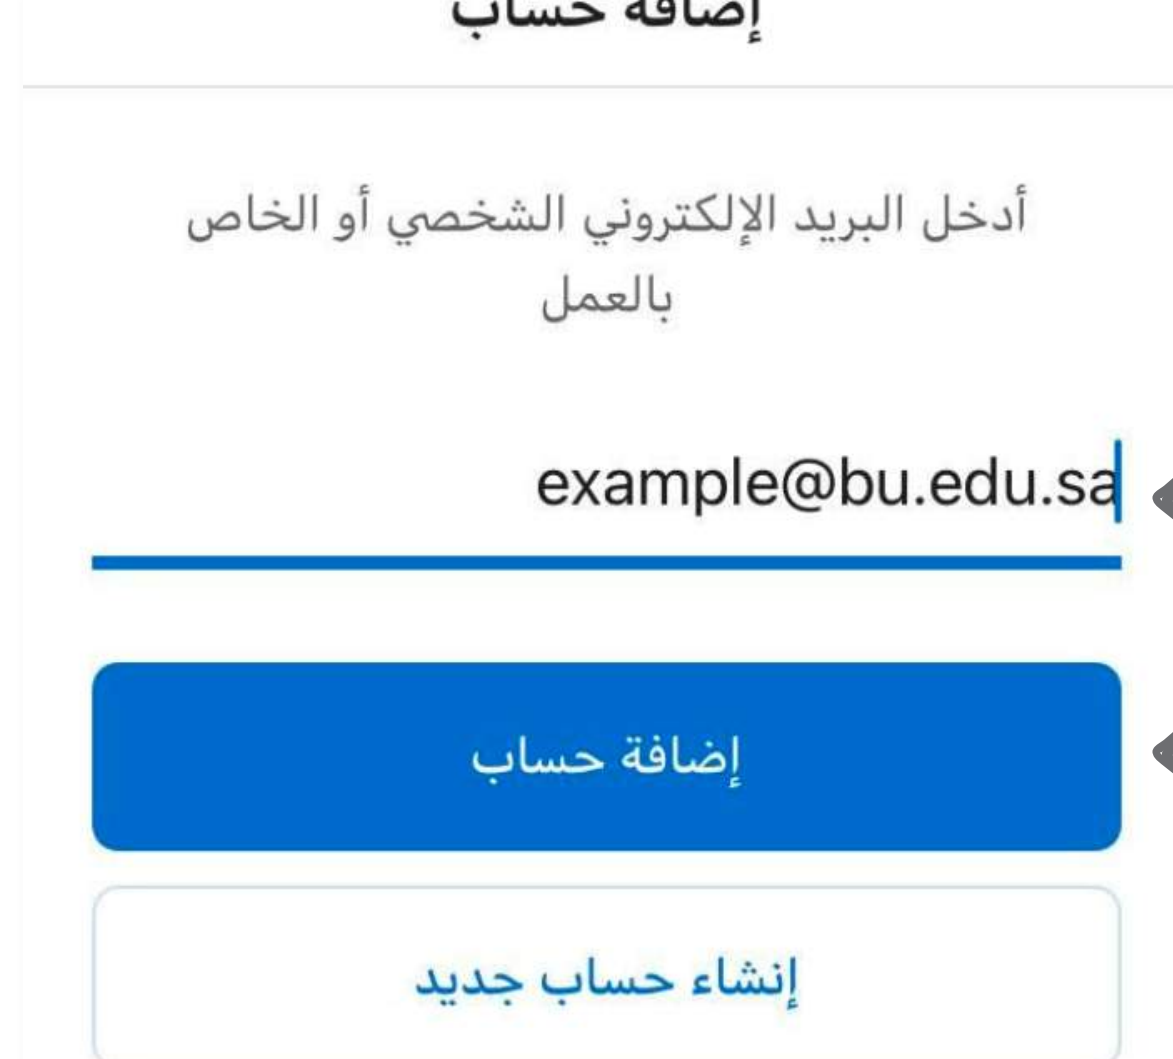 إضافة حساب
أدخل البريد الإلكتروني الشخصي أو الخاص
بالعمل
example@bu.edu.sa
إضافة حساب
إنشاء حساب جديد